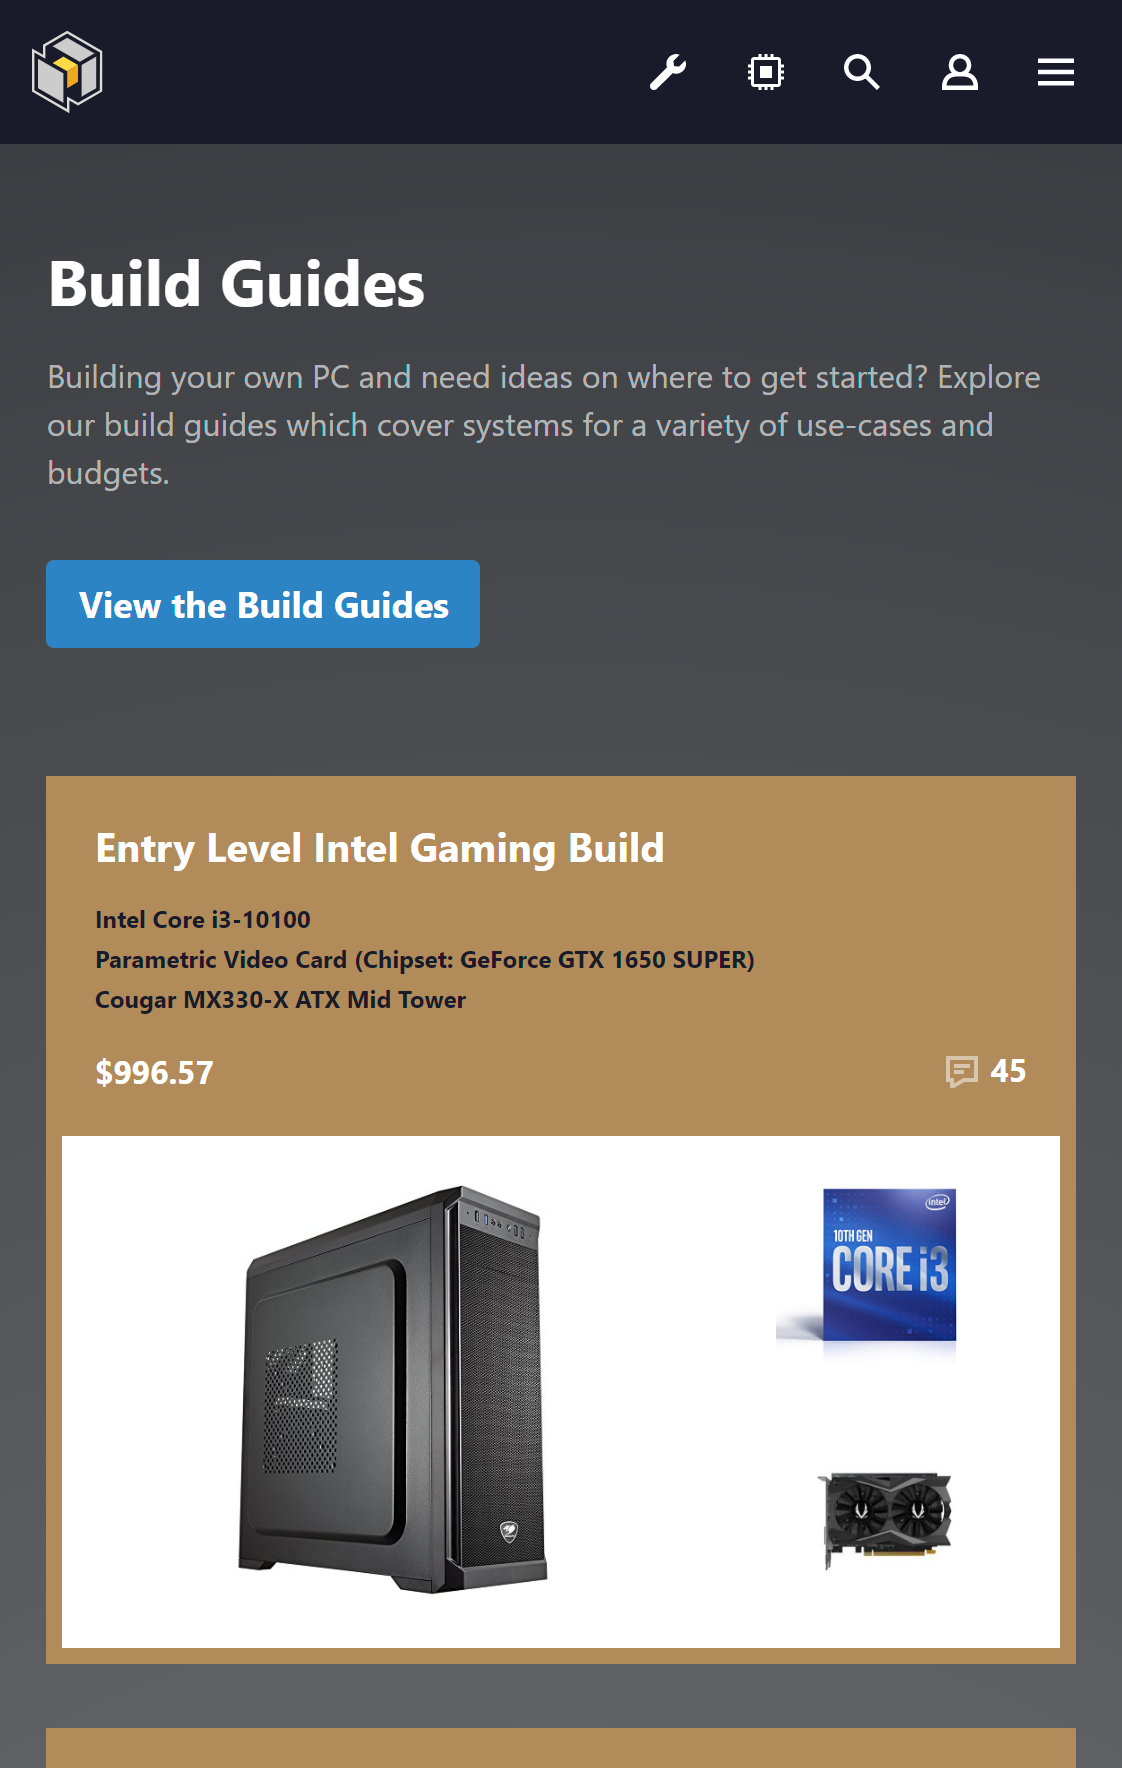 Build Guides
Building your own PC and need ideas on where to get started? Explore
our build guides which cover systems for a variety of use-cases and
budgets.
View the Build Guides
Entry Level Intel Gaming Build
Intel Core i3-10100
Parametric Video Card (Chipset: GeForce GTX 1650 SUPER)
Cougar MX330-X ATX Mid Tower
$996.57
45
intel
10TH GEN
CORE i3